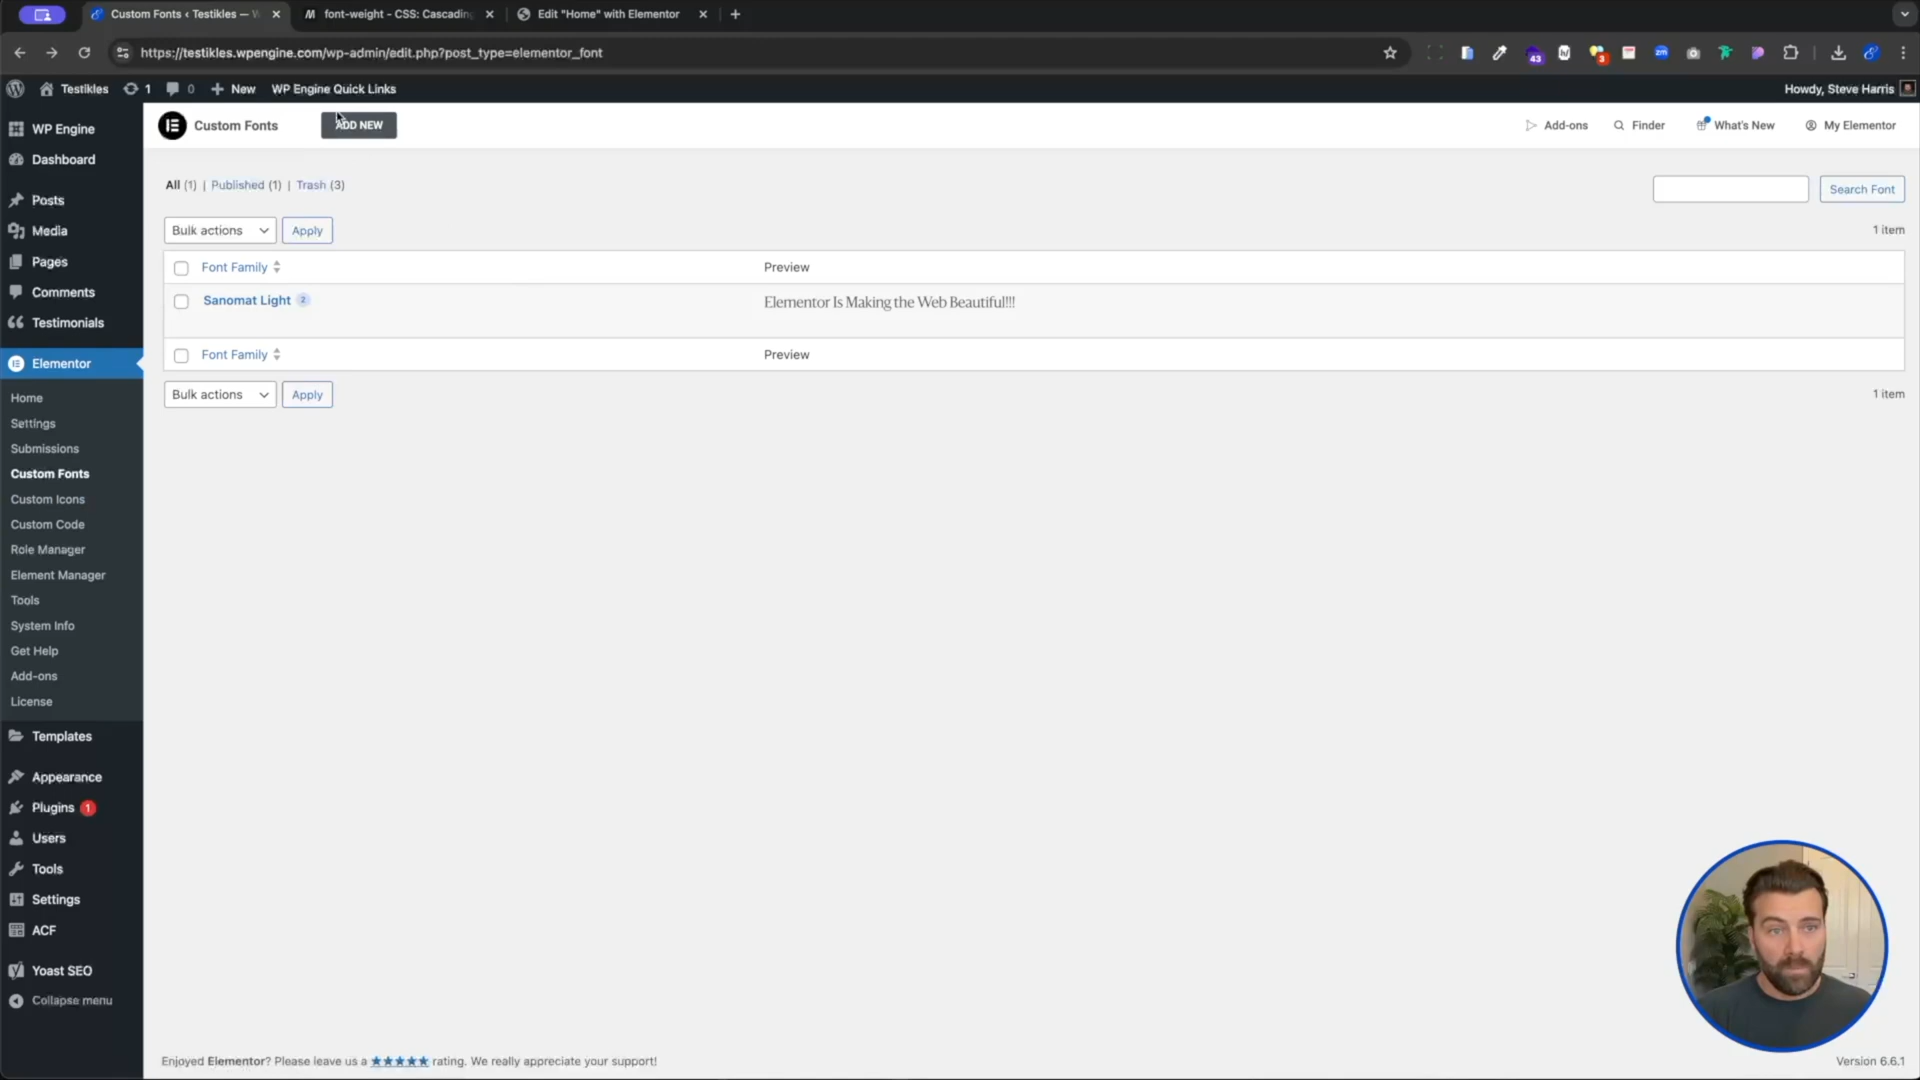 Custom Fonts ‹ Testikles — W
font-weight - CSS: Cascading
Edit "Home" with Elementor
https://testikles.wpengine.com/wp-admin/edit.php?post_type=elementor_font
43
3
zm
Testikles
1
0
New
WP Engine Quick Links
Howdy, Steve Harris
WP Engine
Dashboard
Posts
Media
Pages
Comments
Testimonials
Elementor
Home
Settings
Submissions
Custom Fonts
Custom Icons
Custom Code
Role Manager
Element Manager
Tools
System Info
Get Help
Add-ons
License
Templates
Appearance
Plugins 1
Users
Tools
Settings
ACF
Yoast SEO
Collapse menu
Custom Fonts
ADD NEW
Add-ons
Finder
What's New
My Elementor
All (1) | Published (1) | Trash (3)
Search Font
Bulk actions
Apply
1 item
Font Family
Preview
Sanomat Light 2
Elementor Is Making the Web Beautiful!!!
Font Family
Preview
Bulk actions
Apply
1 item
Enjoyed Elementor? Please leave us a ★★★★★ rating. We really appreciate your support!
Version 6.6.1